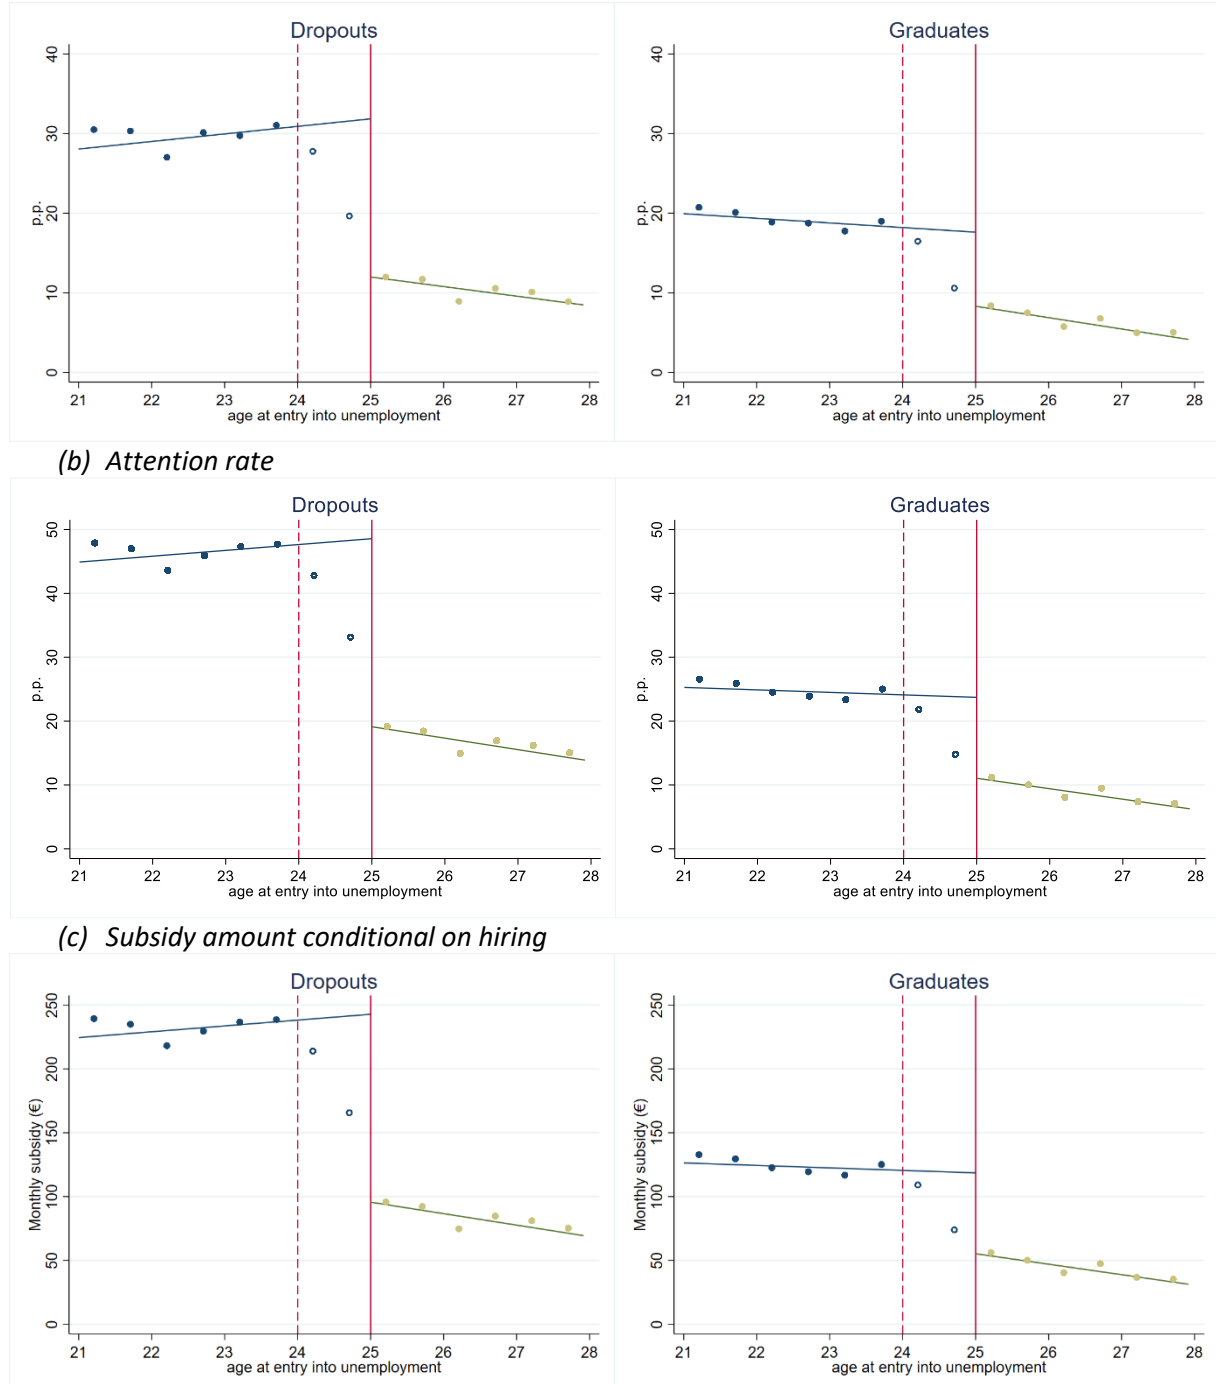 Dropouts
Graduates
40
30
20
10
0
p.p.
21 22 23 24 25 26 27 28
age at entry into unemployment
40
30
20
10
0
p.p.
21 22 23 24 25 26 27 28
age at entry into unemployment
(b) Attention rate
Dropouts
Graduates
50
40
30
20
10
0
p.p.
21 22 23 24 25 26 27 28
age at entry into unemployment
50
40
30
20
10
0
p.p.
21 22 23 24 25 26 27 28
age at entry into unemployment
(c) Subsidy amount conditional on hiring
Dropouts
Graduates
250
200
150
100
50
0
Monthly subsidy (€)
21 22 23 24 25 26 27 28
age at entry into unemployment
250
200
150
100
50
0
Monthly subsidy (€)
21 22 23 24 25 26 27 28
age at entry into unemployment